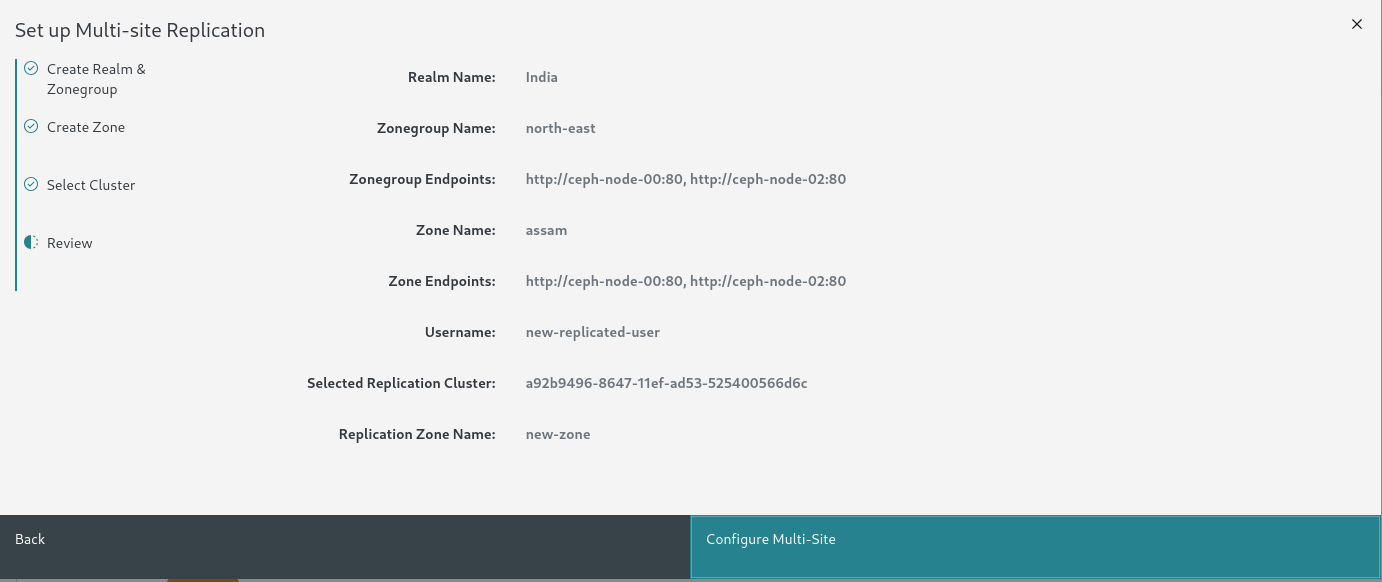 Set up Multi-site Replication
Create Realm &
Zonegroup
Create Zone
Select Cluster
Review
Realm Name: India
Zonegroup Name: north-east
Zonegroup Endpoints: http://ceph-node-00:80, http://ceph-node-02:80
Zone Name: assam
Zone Endpoints: http://ceph-node-00:80, http://ceph-node-02:80
Username: new-replicated-user
Selected Replication Cluster: a92b9496-8647-11ef-ad53-525400566d6c
Replication Zone Name: new-zone
Back
Configure Multi-Site